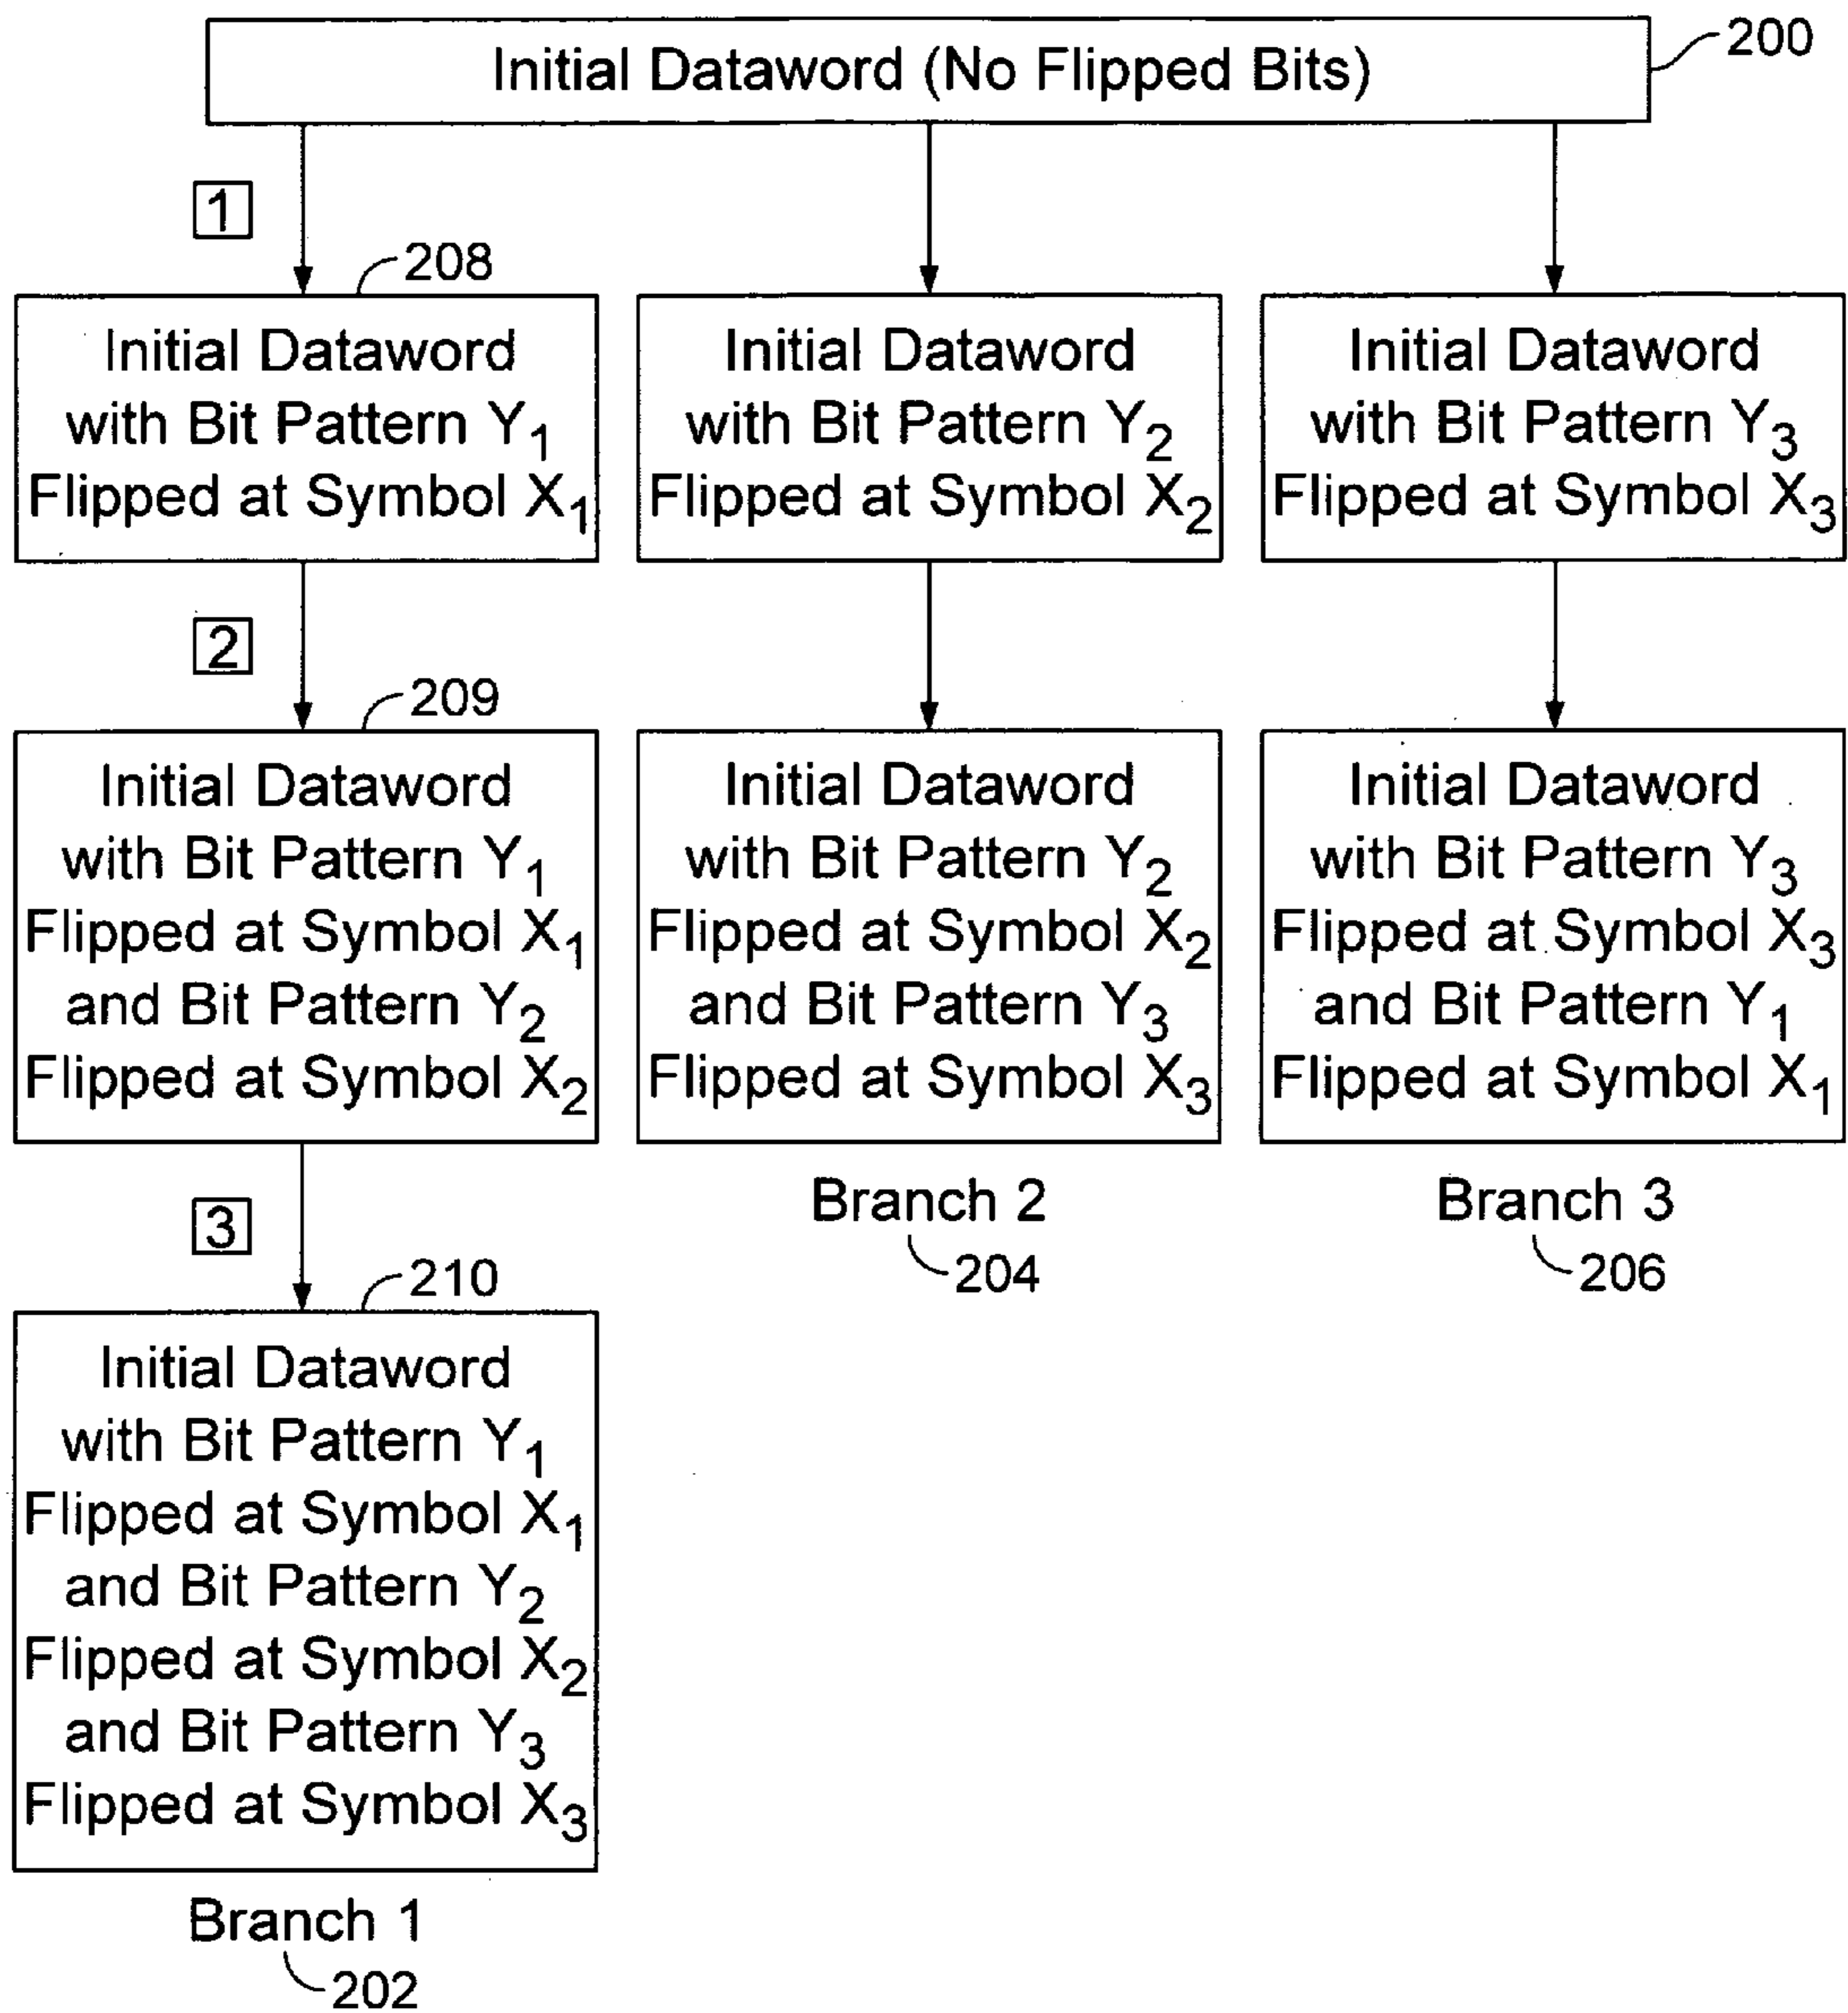 Initial Dataword (No Flipped Bits)
200
1
208
Initial Dataword
with Bit Pattern Y1
Flipped at Symbol X1
Initial Dataword
with Bit Pattern Y2
Flipped at Symbol X2
Initial Dataword
with Bit Pattern Y3
Flipped at Symbol X3
2
209
Initial Dataword
with Bit Pattern Y1
Flipped at Symbol X1
and Bit Pattern Y2
Flipped at Symbol X2
Initial Dataword
with Bit Pattern Y2
Flipped at Symbol X2
and Bit Pattern Y3
Flipped at Symbol X3
Initial Dataword
with Bit Pattern Y3
Flipped at Symbol X3
and Bit Pattern Y1
Flipped at Symbol X1
Branch 2
204
Branch 3
206
3
210
Initial Dataword
with Bit Pattern Y1
Flipped at Symbol X1
and Bit Pattern Y2
Flipped at Symbol X2
and Bit Pattern Y3
Flipped at Symbol X3
Branch 1
202